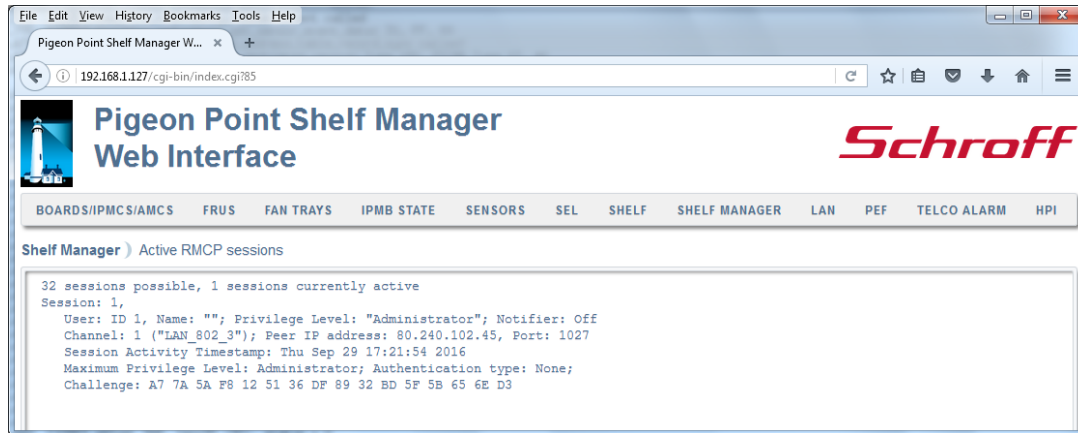 File Edit View History Bookmarks Tools Help
Pigeon Point Shelf Manager W... × +
192.168.1.127/cgi-bin/index.cgi?85
Pigeon Point Shelf Manager
Web Interface
Schroff
BOARDS/IPMCS/AMCS FRUS FAN TRAYS IPMB STATE SENSORS SEL SHELF SHELF MANAGER LAN PEF TELCO ALARM HPI
Shelf Manager ) Active RMCP sessions
32 sessions possible, 1 sessions currently active
Session: 1,
User: ID 1, Name: ""; Privilege Level: "Administrator"; Notifier: Off
Channel: 1 ("LAN_802_3"); Peer IP address: 80.240.102.45, Port: 1027
Session Activity Timestamp: Thu Sep 29 17:21:54 2016
Maximum Privilege Level: Administrator; Authentication type: None;
Challenge: A7 7A 5A F8 12 51 36 DF 89 32 BD 5F 5B 65 6E D3